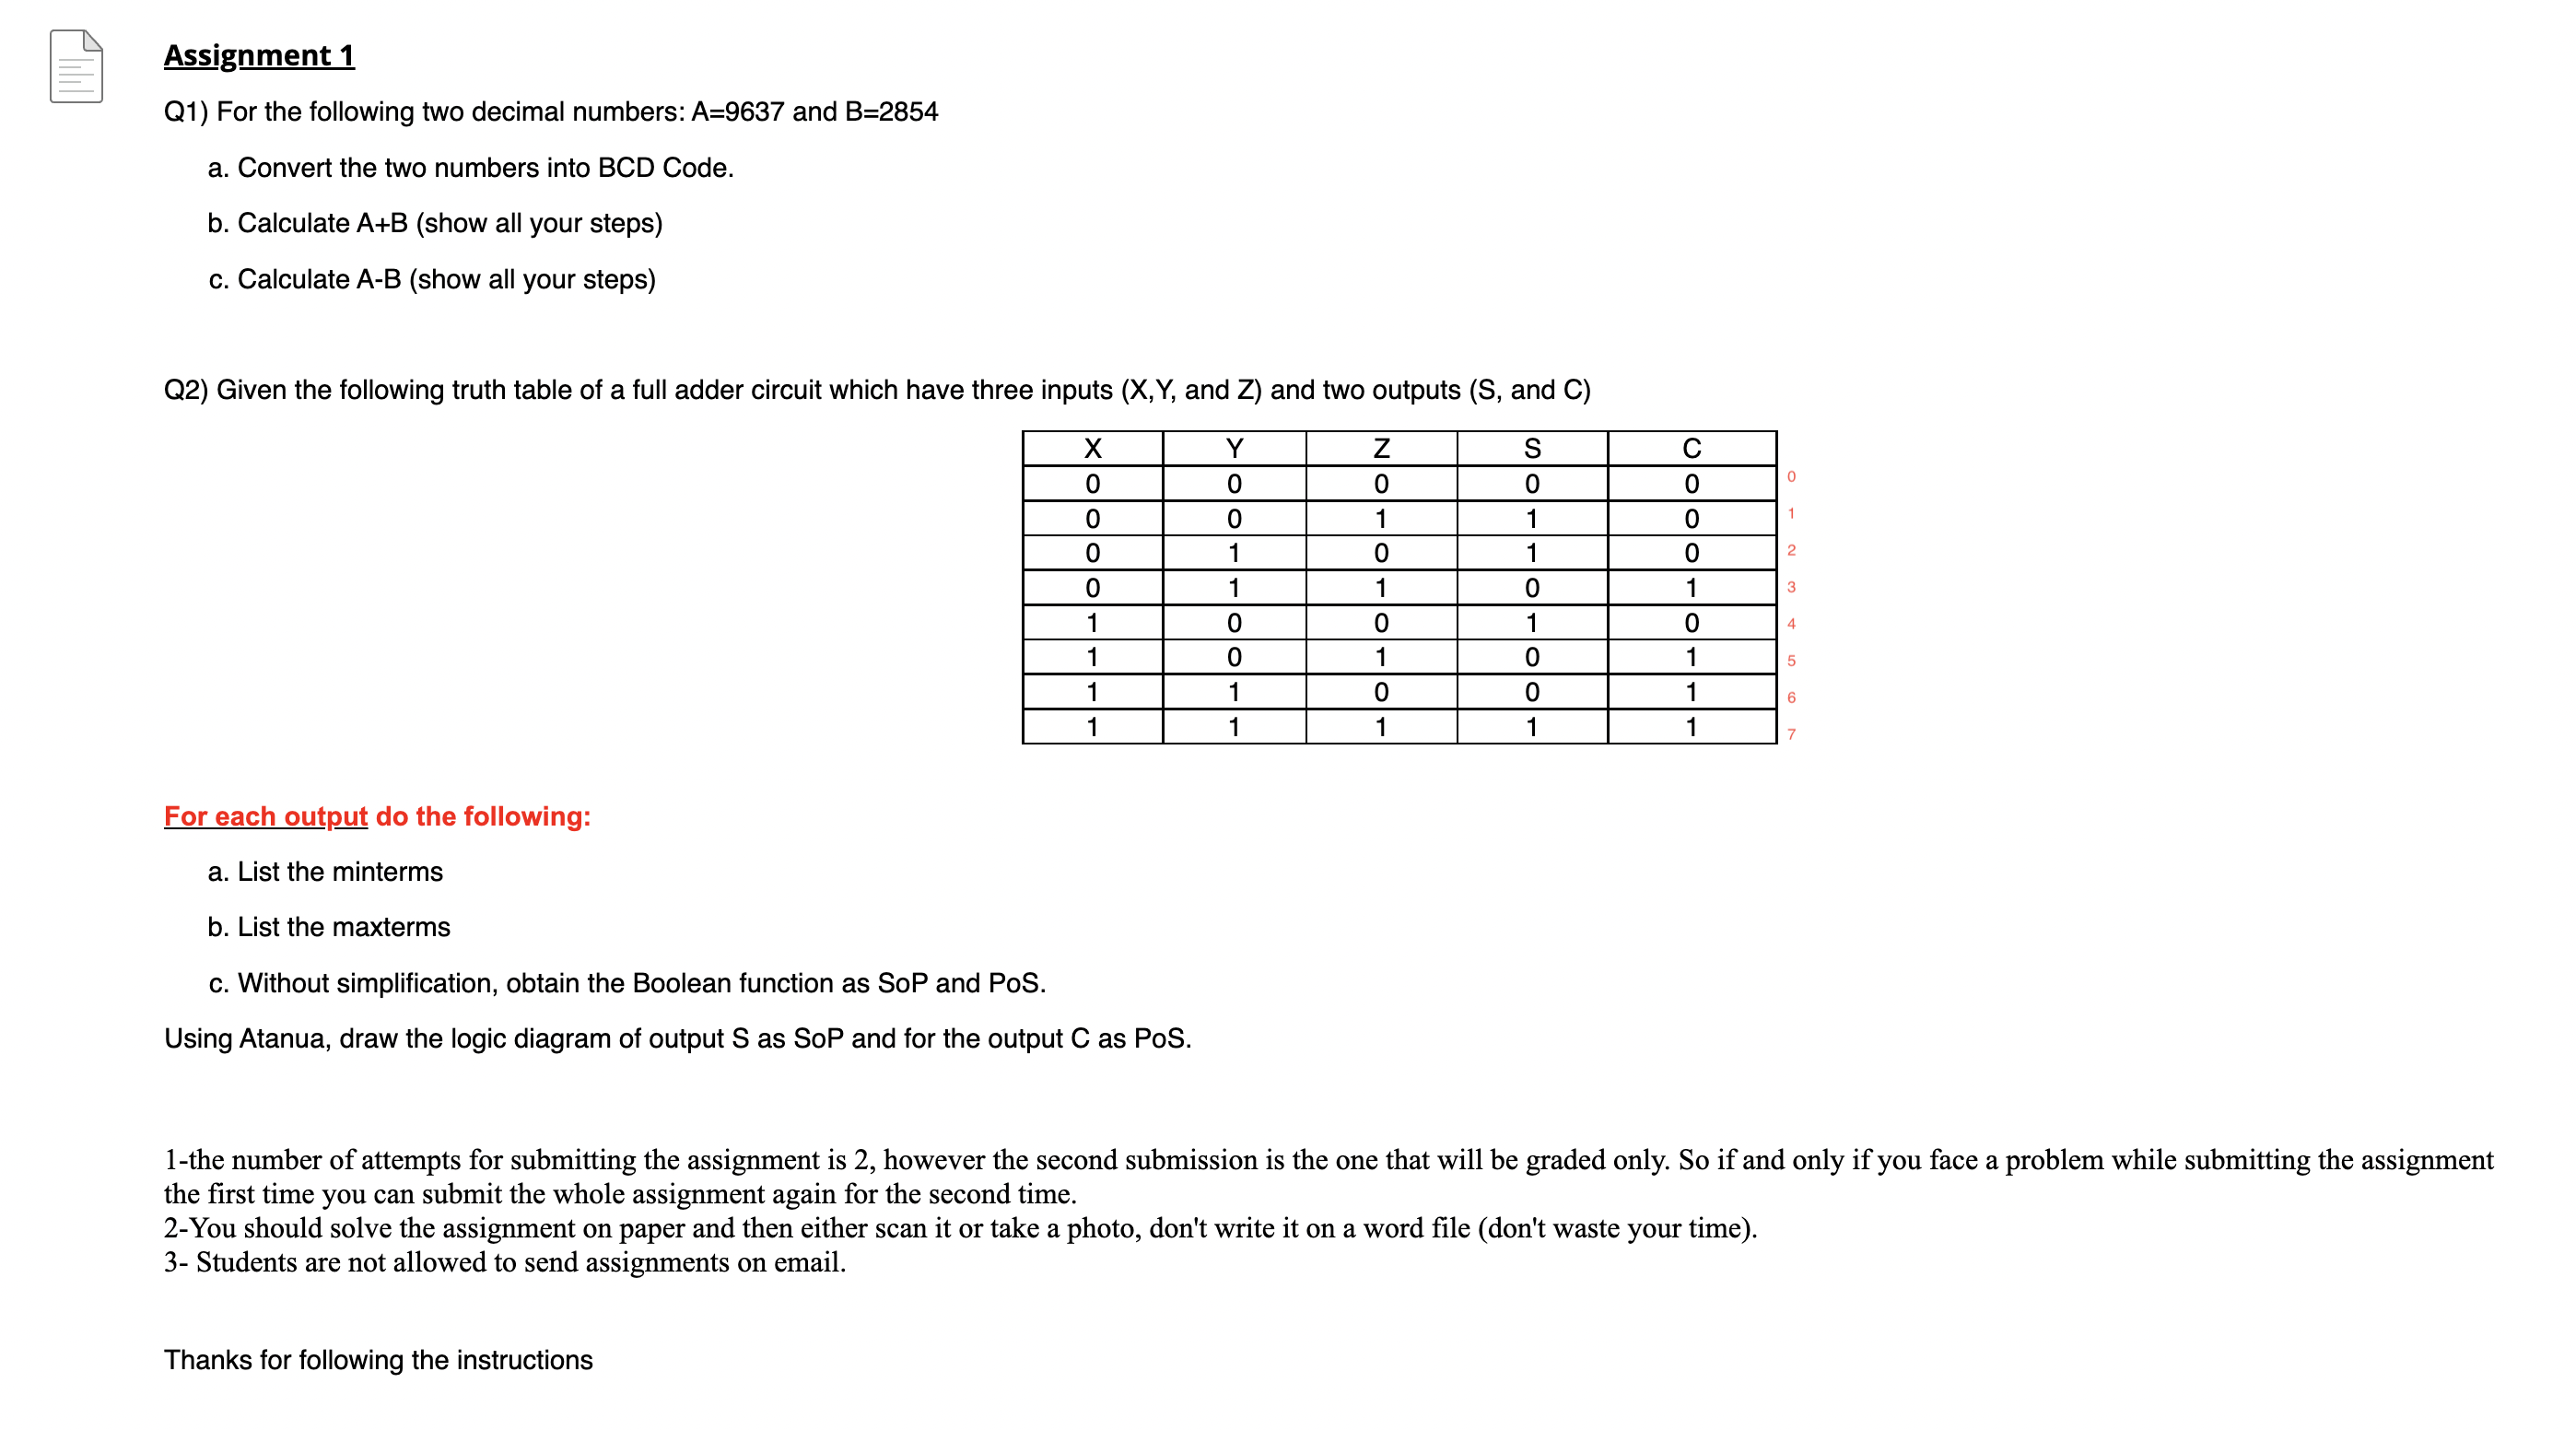 Assignment 1
Q1) For the following two decimal numbers: A=9637 and B=2854
a. Convert the two numbers into BCD Code.
b. Calculate A+B (show all your steps)
c. Calculate A-B (show all your steps)
Q2) Given the following truth table of a full adder circuit which have three inputs (X,Y, and Z) and two outputs (S, and C)
X Y Z S C
0 0 0 0 0 0
0 0 1 1 0 1
0 1 0 1 0 2
0 1 1 0 1 3
1 0 0 1 0 4
1 0 1 0 1 5
1 1 0 0 1 6
1 1 1 1 1 7
For each output do the following:
a. List the minterms
b. List the maxterms
c. Without simplification, obtain the Boolean function as SoP and PoS.
Using Atanua, draw the logic diagram of output S as SoP and for the output C as PoS.
1-the number of attempts for submitting the assignment is 2, however the second submission is the one that will be graded only. So if and only if you face a problem while submitting the assignment
the first time you can submit the whole assignment again for the second time.
2-You should solve the assignment on paper and then either scan it or take a photo, don't write it on a word file (don't waste your time).
3- Students are not allowed to send assignments on email.
Thanks for following the instructions